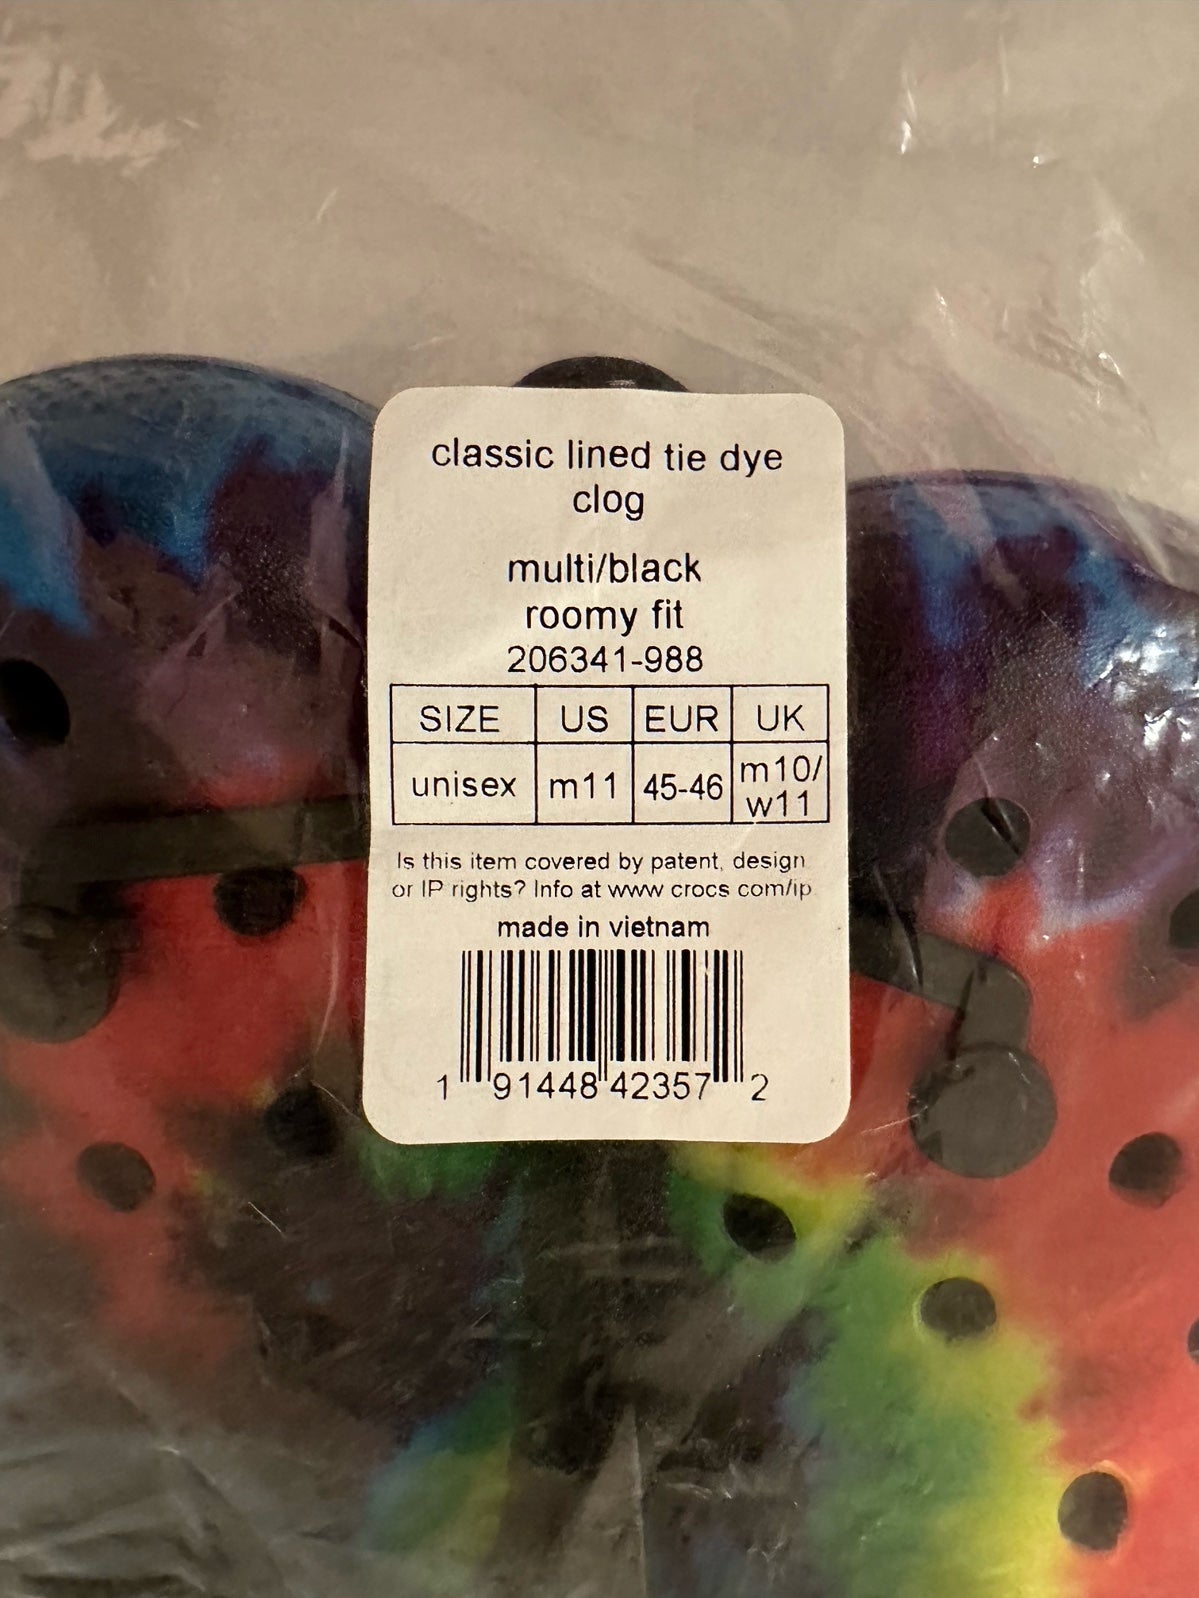 classic lined tie dye
clog
multi/black
roomy fit
206341-988
SIZE US EUR UK
unisex m11 45-46 m10/
w11
Is this item covered by patent, design
or IP rights? Info at www crocs com/ip
made in vietnam
1 91448 42357 2